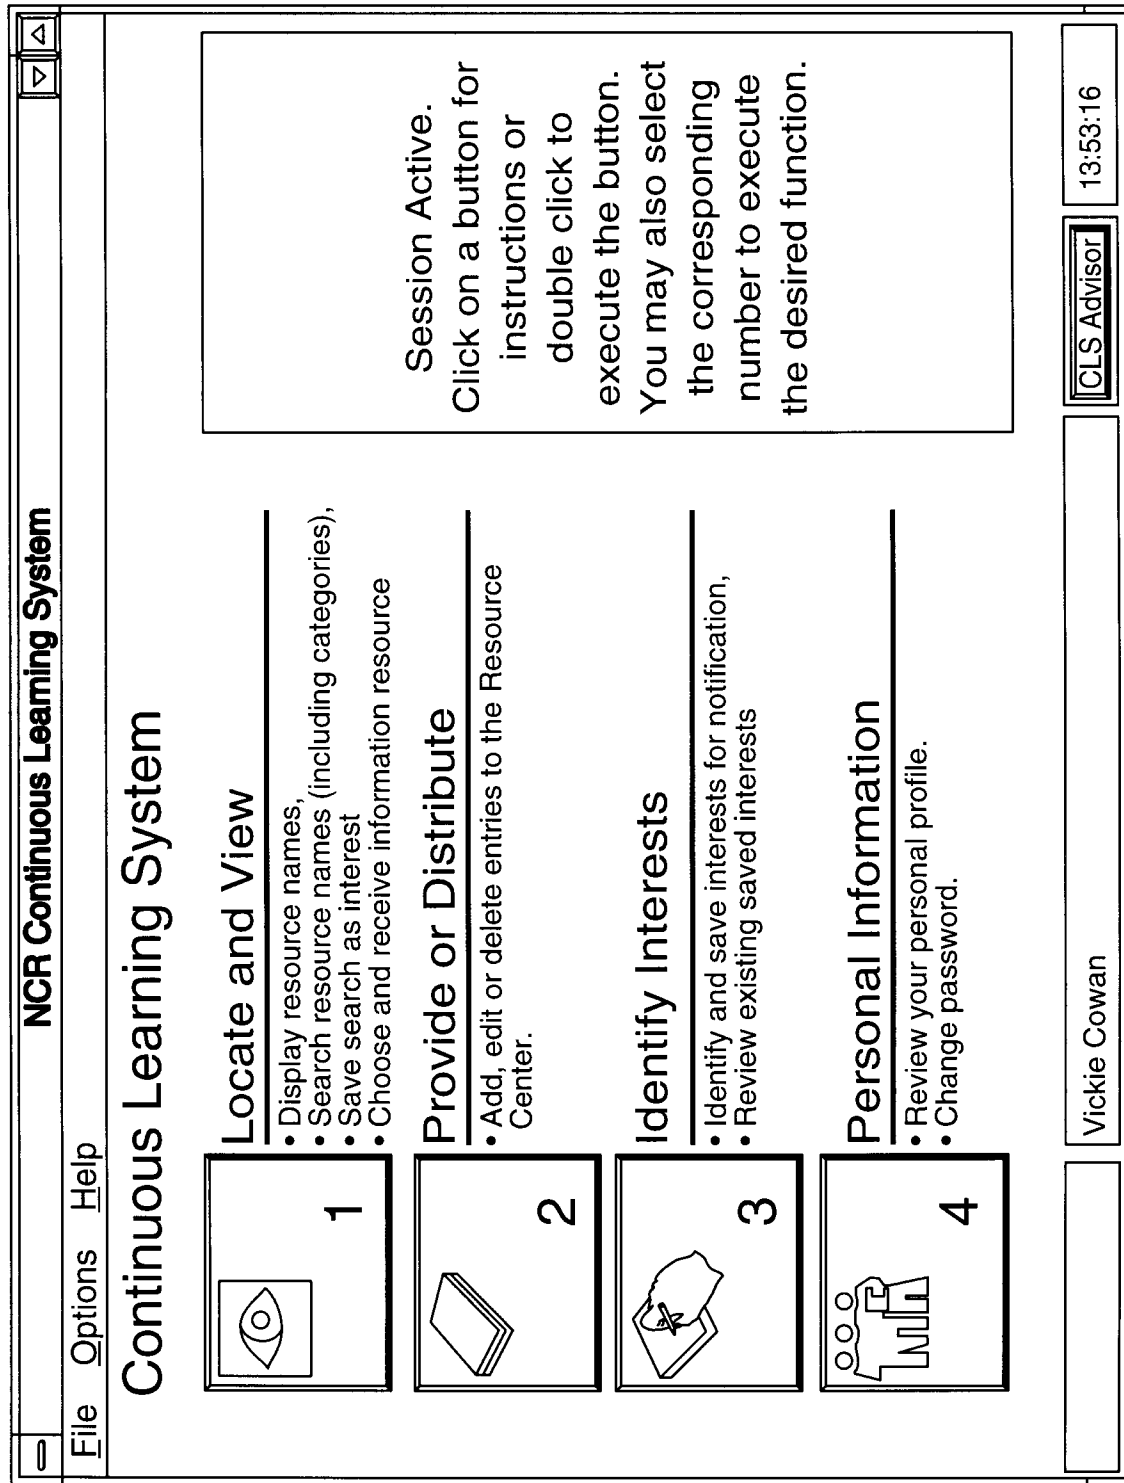 NCR Continuous Learning System
File Options Help
Continuous Learning System
1
Locate and View
• Display resource names,
• Search resource names (including categories),
• Save search as interest
• Choose and receive information resource
2
Provide or Distribute
• Add, edit or delete entries to the Resource
Center.
3
Identify Interests
• Identify and save interests for notification,
• Review existing saved interests
4
Personal Information
• Review your personal profile.
• Change password.
Session Active.
Click on a button for
instructions or
double click to
execute the button.
You may also select
the corresponding
number to execute
the desired function.
Vickie Cowan
CLS Advisor
13:53:16